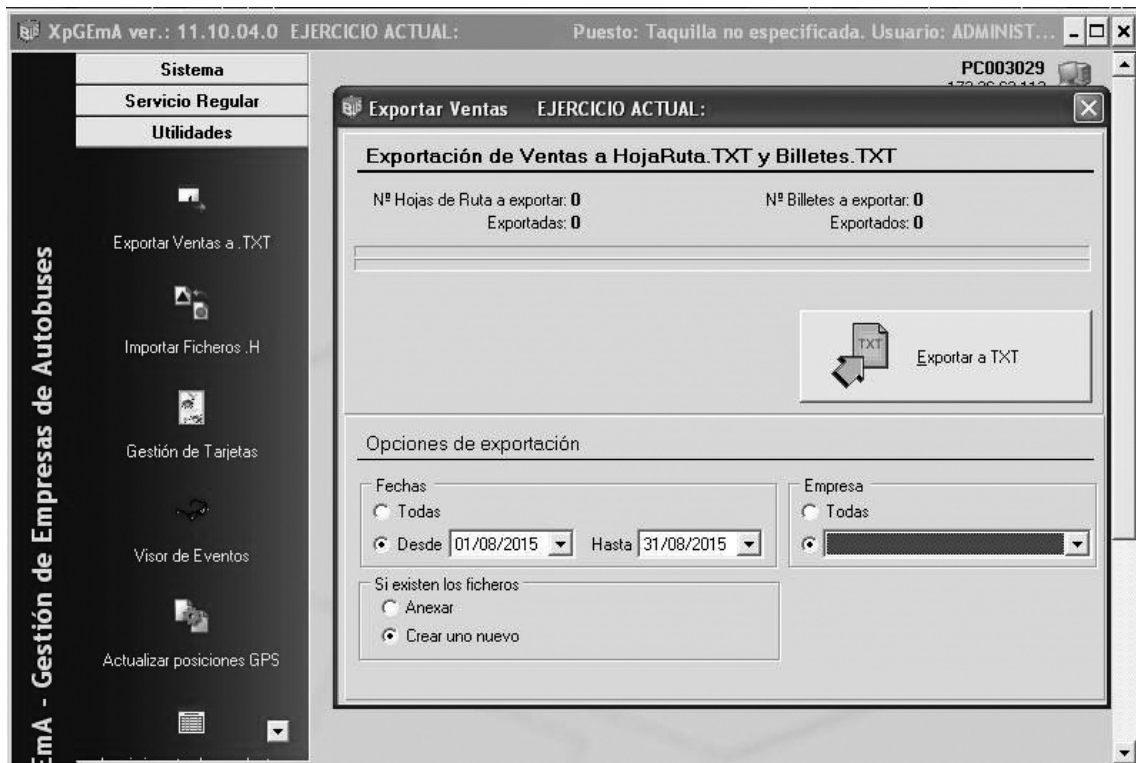 XpGEmA ver.: 11.10.04.0 EJERCICIO ACTUAL: Puesto: Taquilla no especificada. Usuario: ADMINIST...
Sistema
Servicio Regular
Utilidades
Exportar Ventas a .TXT
Importar Ficheros .H
Gestión de Tarjetas
Visor de Eventos
Actualizar posiciones GPS
EmA - Gestión de Empresas de Autobuses
PC003029
Exportar Ventas EJERCICIO ACTUAL:
Exportación de Ventas a HojaRuta.TXT y Billetes.TXT
Nº Hojas de Ruta a exportar: 0 Nº Billetes a exportar: 0
Exportadas: 0 Exportados: 0
TXT
Exportar a TXT
Opciones de exportación
Fechas
Todas
Desde 01/08/2015 Hasta 31/08/2015
Empresa
Todas
Si existen los ficheros
Anexar
Crear uno nuevo